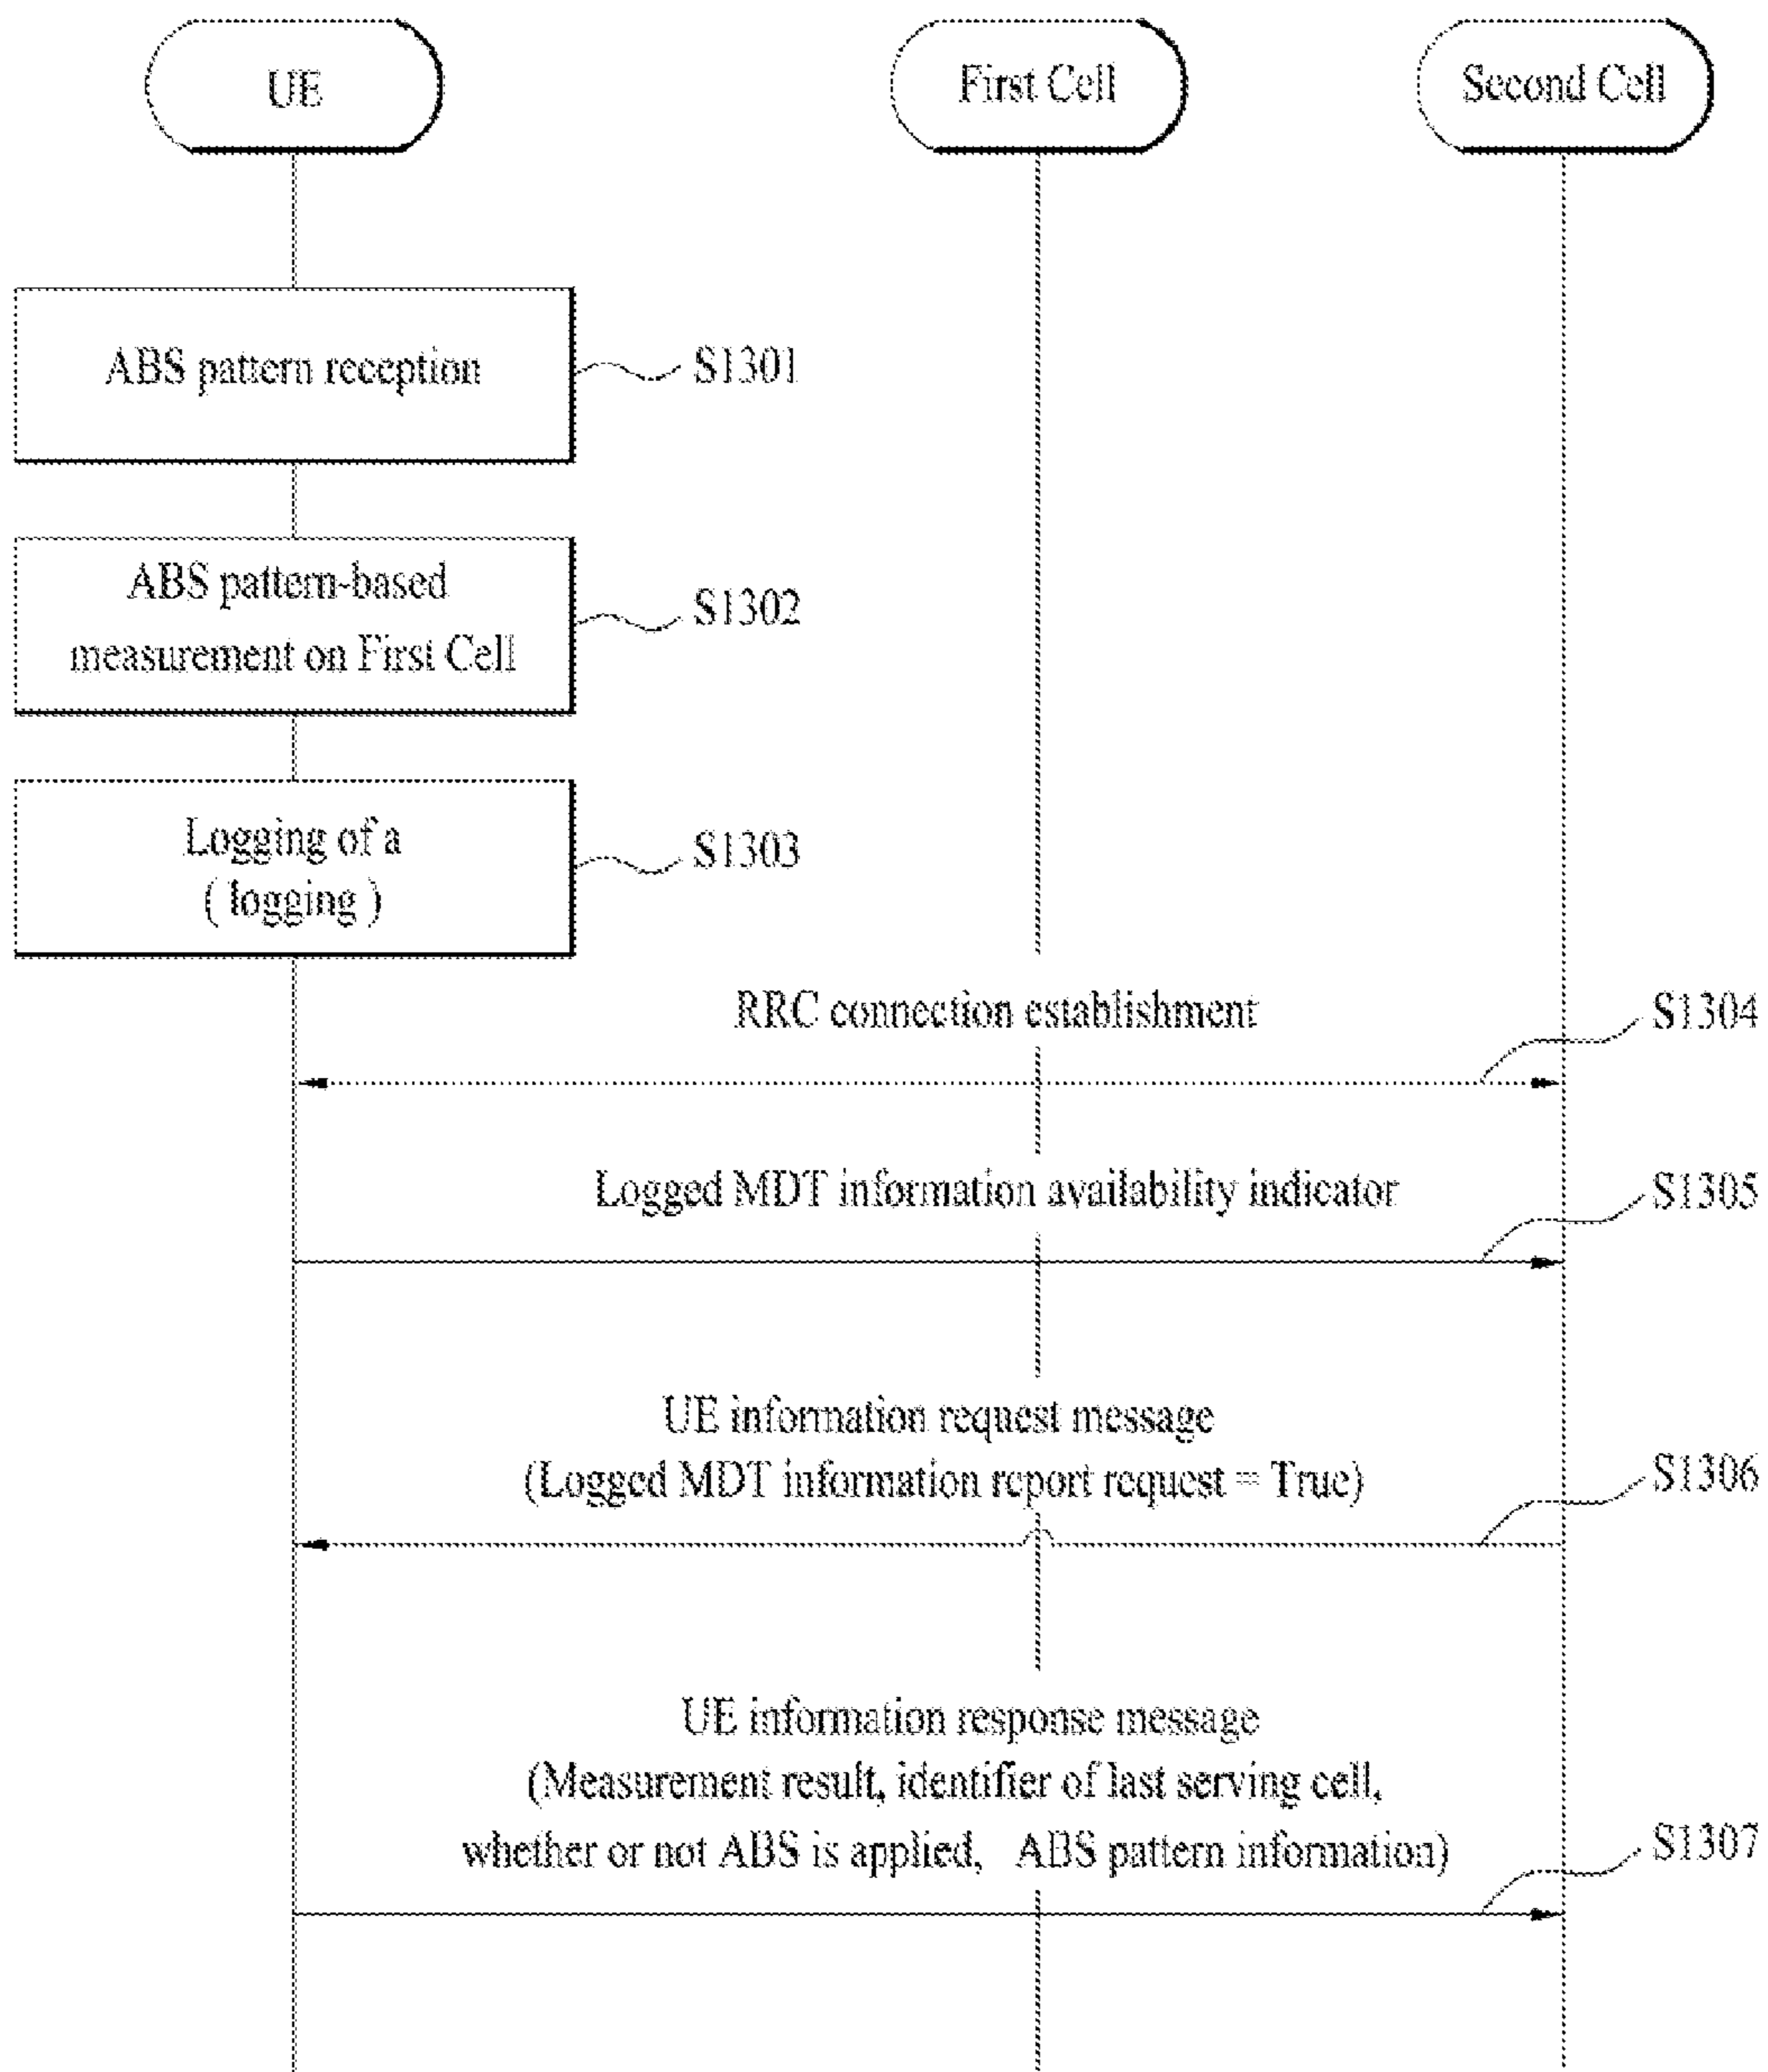 UE
First Cell
Second Cell
ABS pattern reception
S1301
ABS pattern-based
measurement on First Cell
S1302
Logging of a
( logging )
S1303
RRC connection establishment
S1304
Logged MDT information availability indicator
S1305
UE information request message
(Logged MDT information report request = True)
S1306
UE information response message
(Measurement result, identifier of last serving cell,
whether or not ABS is applied, ABS pattern information)
S1307